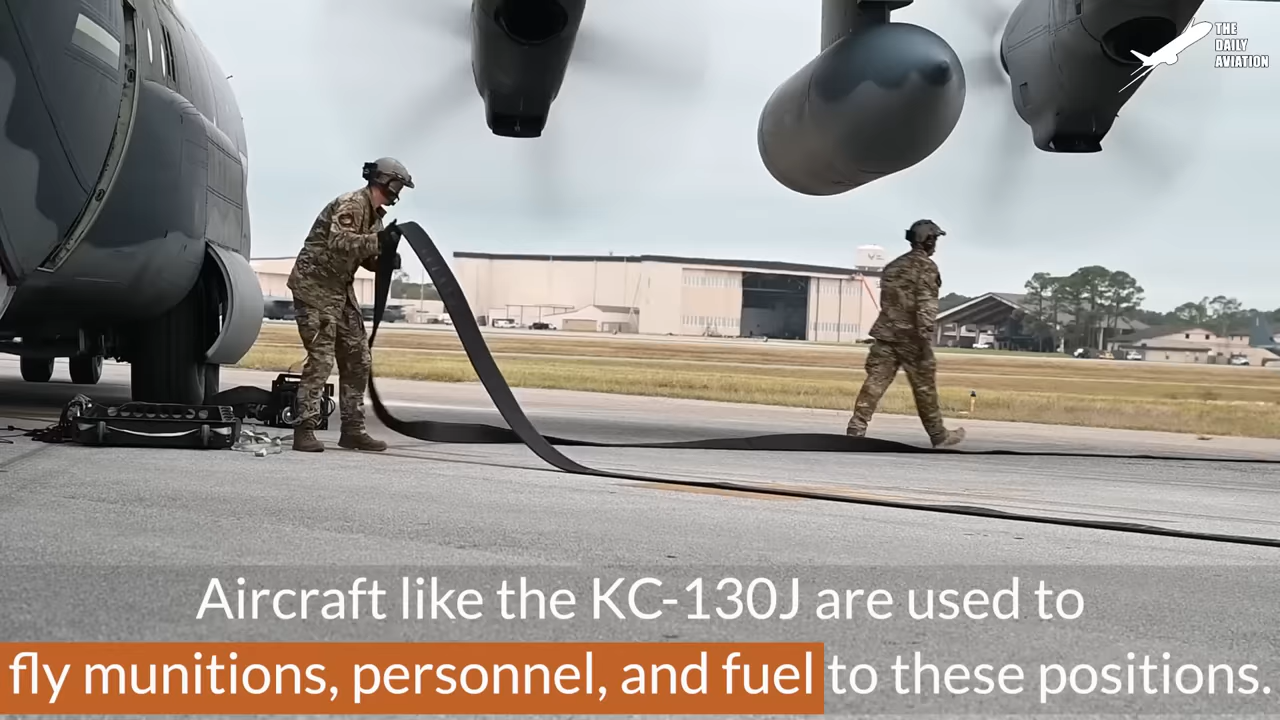 THE
DAILY
AVIATION
Aircraft like the KC-130J are used to
fly munitions, personnel, and fuel to these positions.